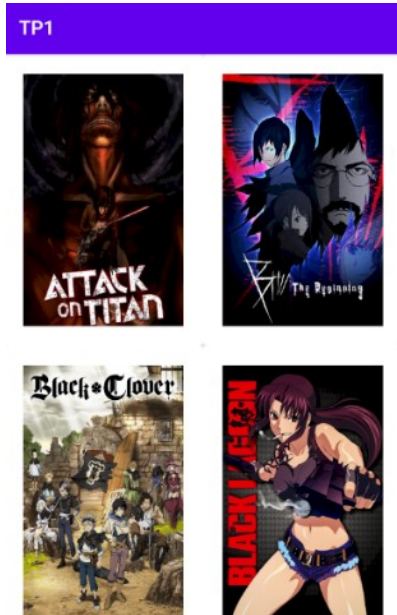 TP1
ATTACK
ON TITAN
B The Beginning
Black Clover
BLACK LAGOON